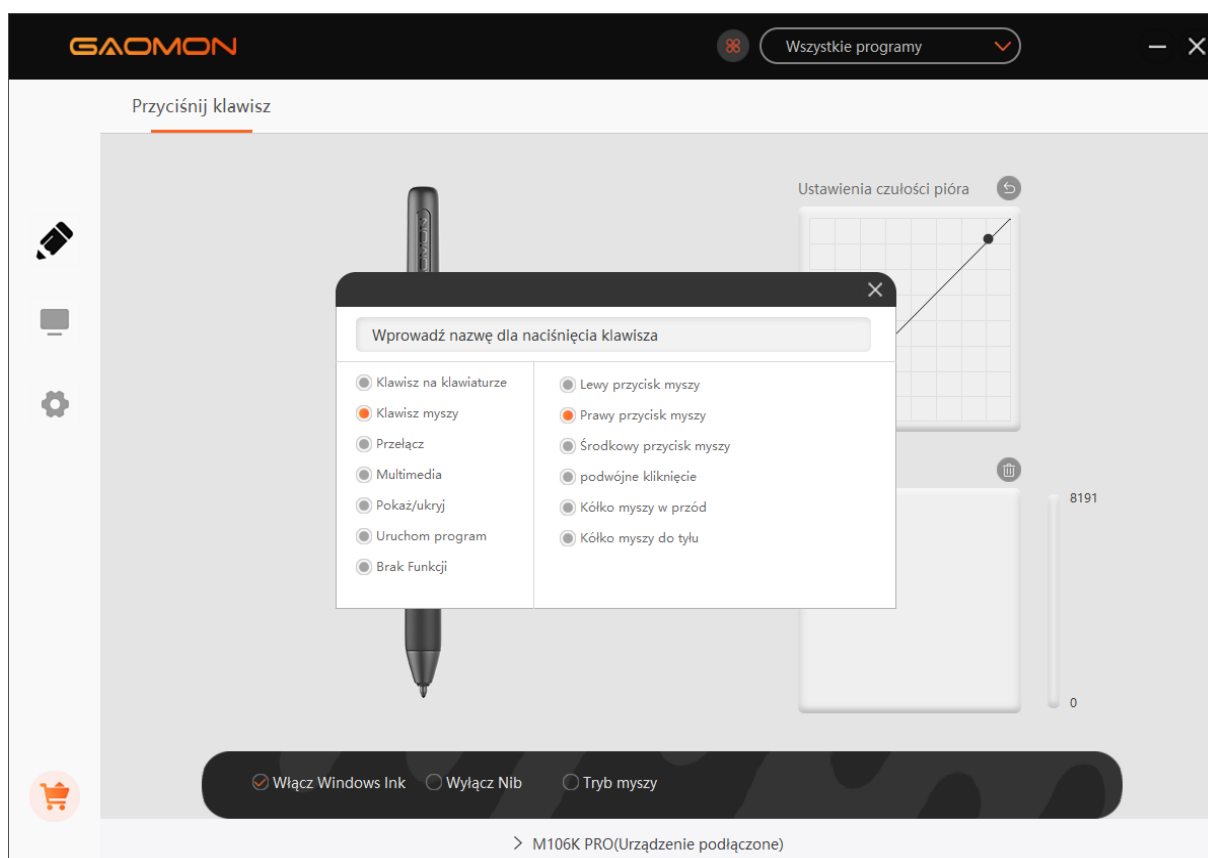 GAOMON
Wszystkie programy
Przyciśnij klawisz
Ustawienia czułości pióra
Wprowadź nazwę dla naciśnięcia klawisza
Klawisz na klawiaturze
Klawisz myszy
Przełącz
Multimedia
Pokaż/ukryj
Uruchom program
Brak Funkcji
Lewy przycisk myszy
Prawy przycisk myszy
Środkowy przycisk myszy
podwójne kliknięcie
Kółko myszy w przód
Kółko myszy do tyłu
8191
0
Włącz Windows Ink
Wyłącz Nib
Tryb myszy
M106K PRO(Urządzenie podłączone)